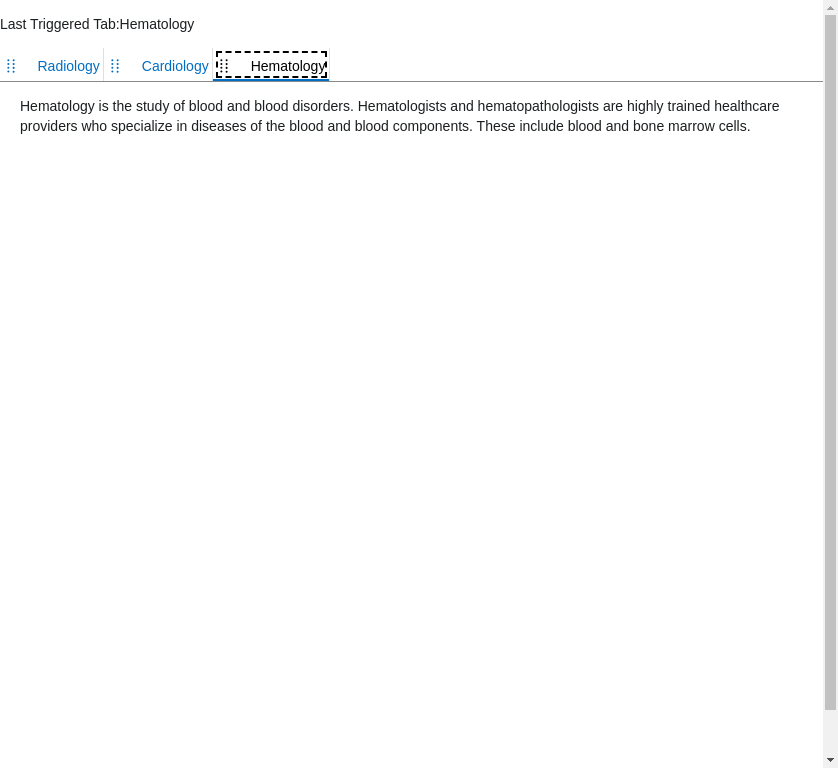 Last Triggered Tab:Hematology
Radiology Cardiology Hematology
Hematology is the study of blood and blood disorders. Hematologists and hematopathologists are highly trained healthcare
providers who specialize in diseases of the blood and blood components. These include blood and bone marrow cells.